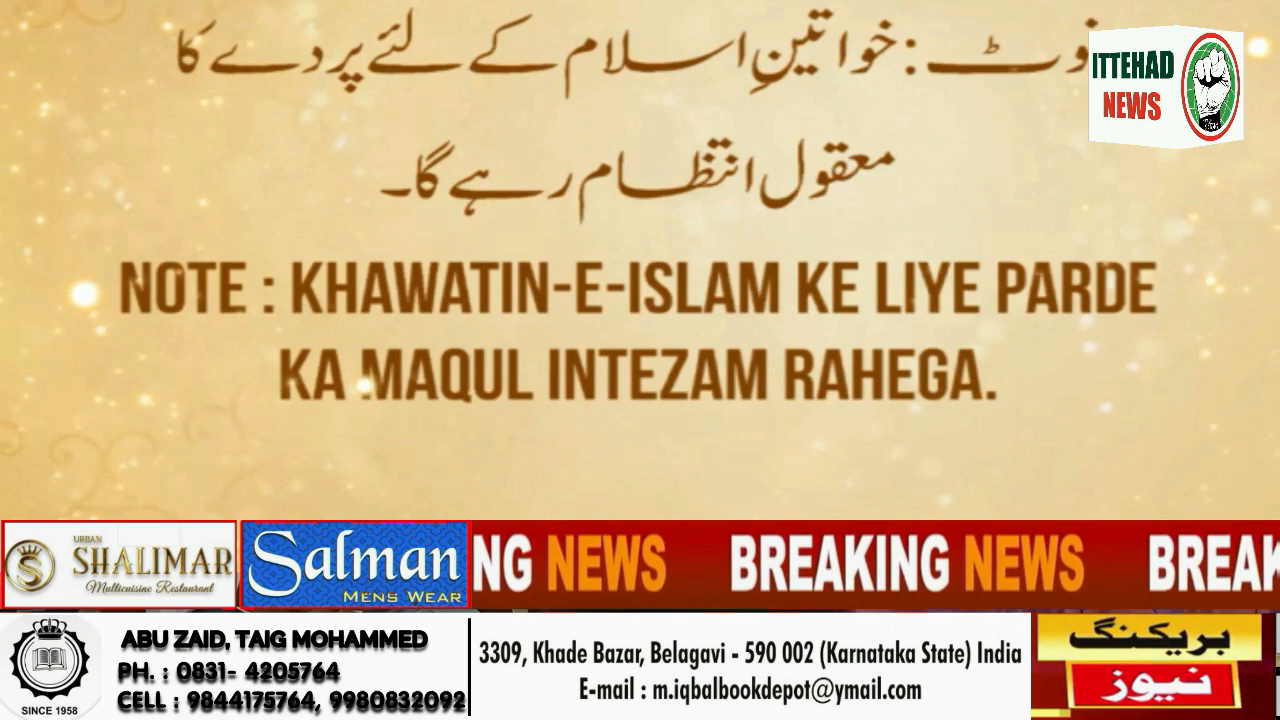 نوٹ : خواتینِ اسلام کے لئے پردے کا
معقول انتظام رہے گا۔
NOTE : KHAWATIN-E-ISLAM KE LIYE PARDE
KA MAQUL INTEZAM RAHEGA.
ITTEHAD
NEWS
URBAN
SHALIMAR
Multicuisine Restaurant
Salman
MENS WEAR
NG NEWS BREAKING NEWS BREAK
SINCE 1958
ABU ZAID, TAIG MOHAMMED
PH. : 0831- 4205764
CELL : 9844175764, 9980832092
3309, Khade Bazar, Belagavi - 590 002 (Karnataka State) India
E-mail : m.iqbalbookdepot@ymail.com
بریکنگ
نیوز